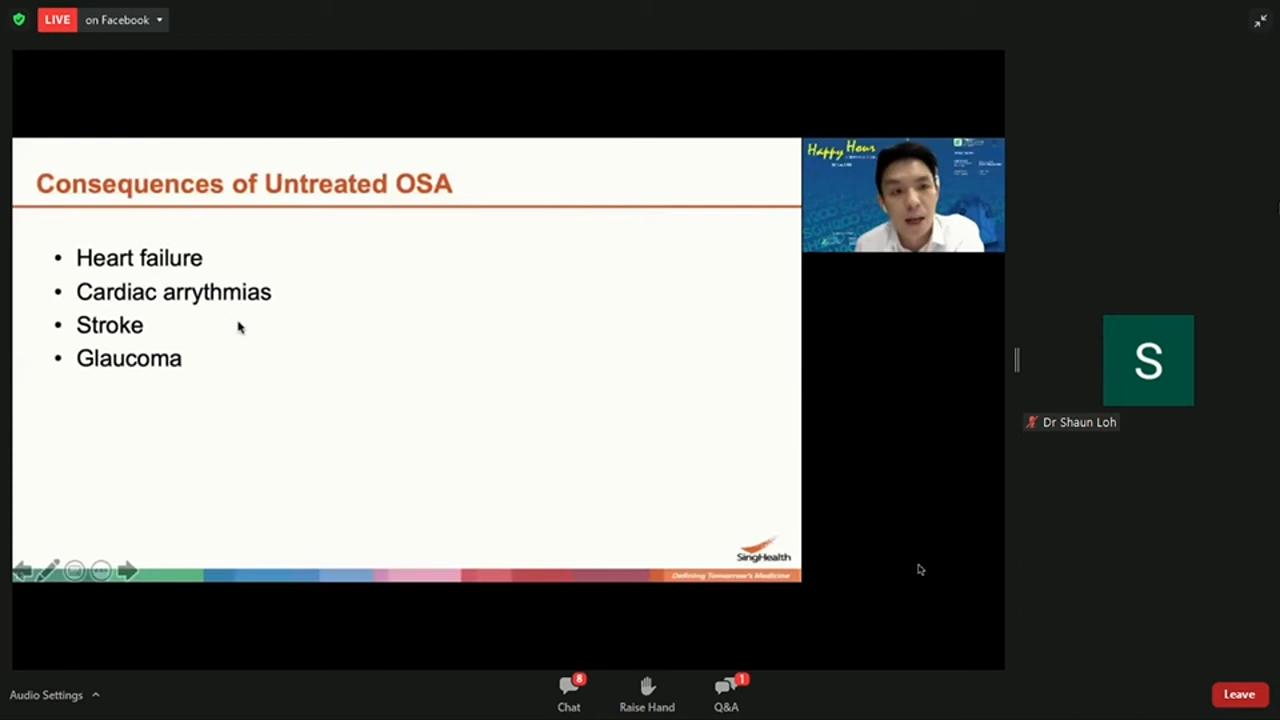 LIVE on Facebook
Consequences of Untreated OSA
• Heart failure
• Cardiac arrythmias
• Stroke
• Glaucoma
SingHealth
Defining Tomorrow's Medicine
Happy Hour
S
Dr Shaun Loh
Audio Settings
8
Chat
Raise Hand
1
Q&A
Leave